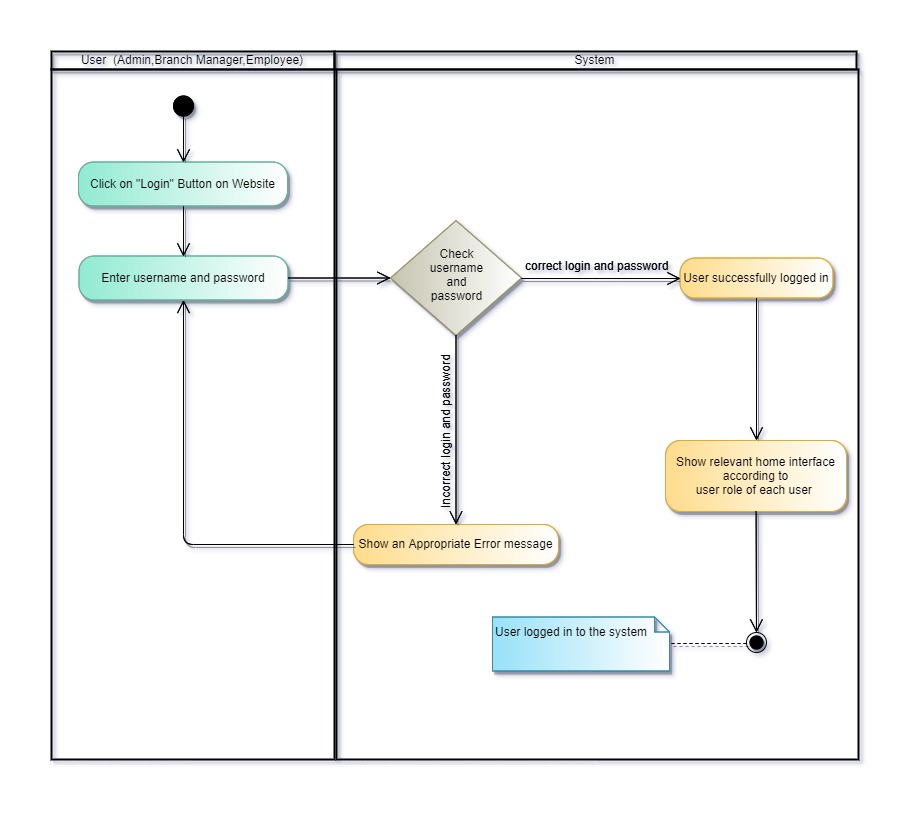 User  (Admin,Branch Manager,Employee)
System
Click on "Login" Button on Website
Enter username and password
Check
username
and
password
correct login and password
User successfully logged in
Incorrect login and password
Show relevant home interface
according to
user role of each user
Show an Appropriate Error message
User logged in to the system